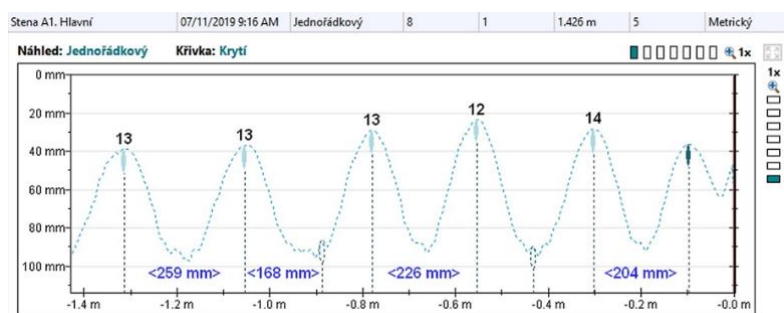 Stena A1. Hlavní 07/11/2019 9:16 AM Jednořádkový 8 1 1.426 m 5 Metrický
Náhled: Jednořádkový Křivka: Krytí 1x
1x
0 mm
20 mm
40 mm
60 mm
80 mm
100 mm
13 13 13 12 14
<259 mm> <168 mm> <226 mm> <204 mm>
-1.4 m -1.2 m -1.0 m -0.8 m -0.6 m -0.4 m -0.2 m -0.0 m